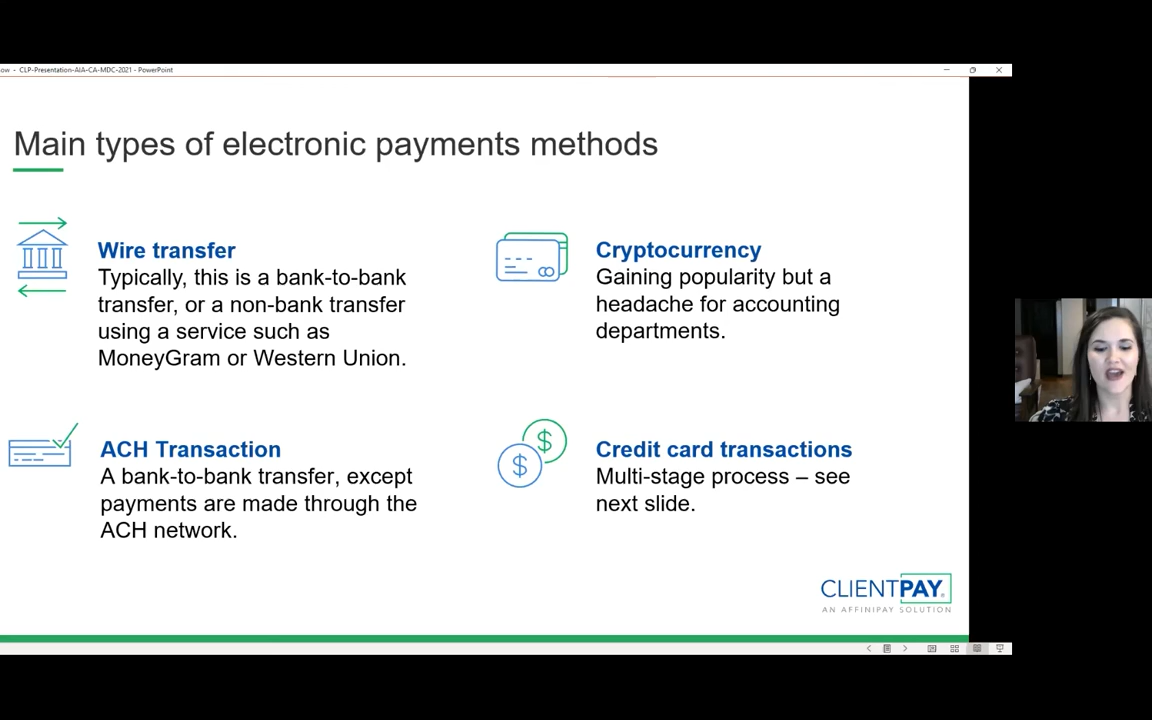 ow - CLP-Presentation-AIA-CA-MDC-2021 - PowerPoint
Main types of electronic payments methods
Wire transfer
Typically, this is a bank-to-bank
transfer, or a non-bank transfer
using a service such as
MoneyGram or Western Union.
Cryptocurrency
Gaining popularity but a
headache for accounting
departments.
ACH Transaction
A bank-to-bank transfer, except
payments are made through the
ACH network.
$
$
Credit card transactions
Multi-stage process – see
next slide.
CLIENTPAY®
AN AFFINIPAY SOLUTION